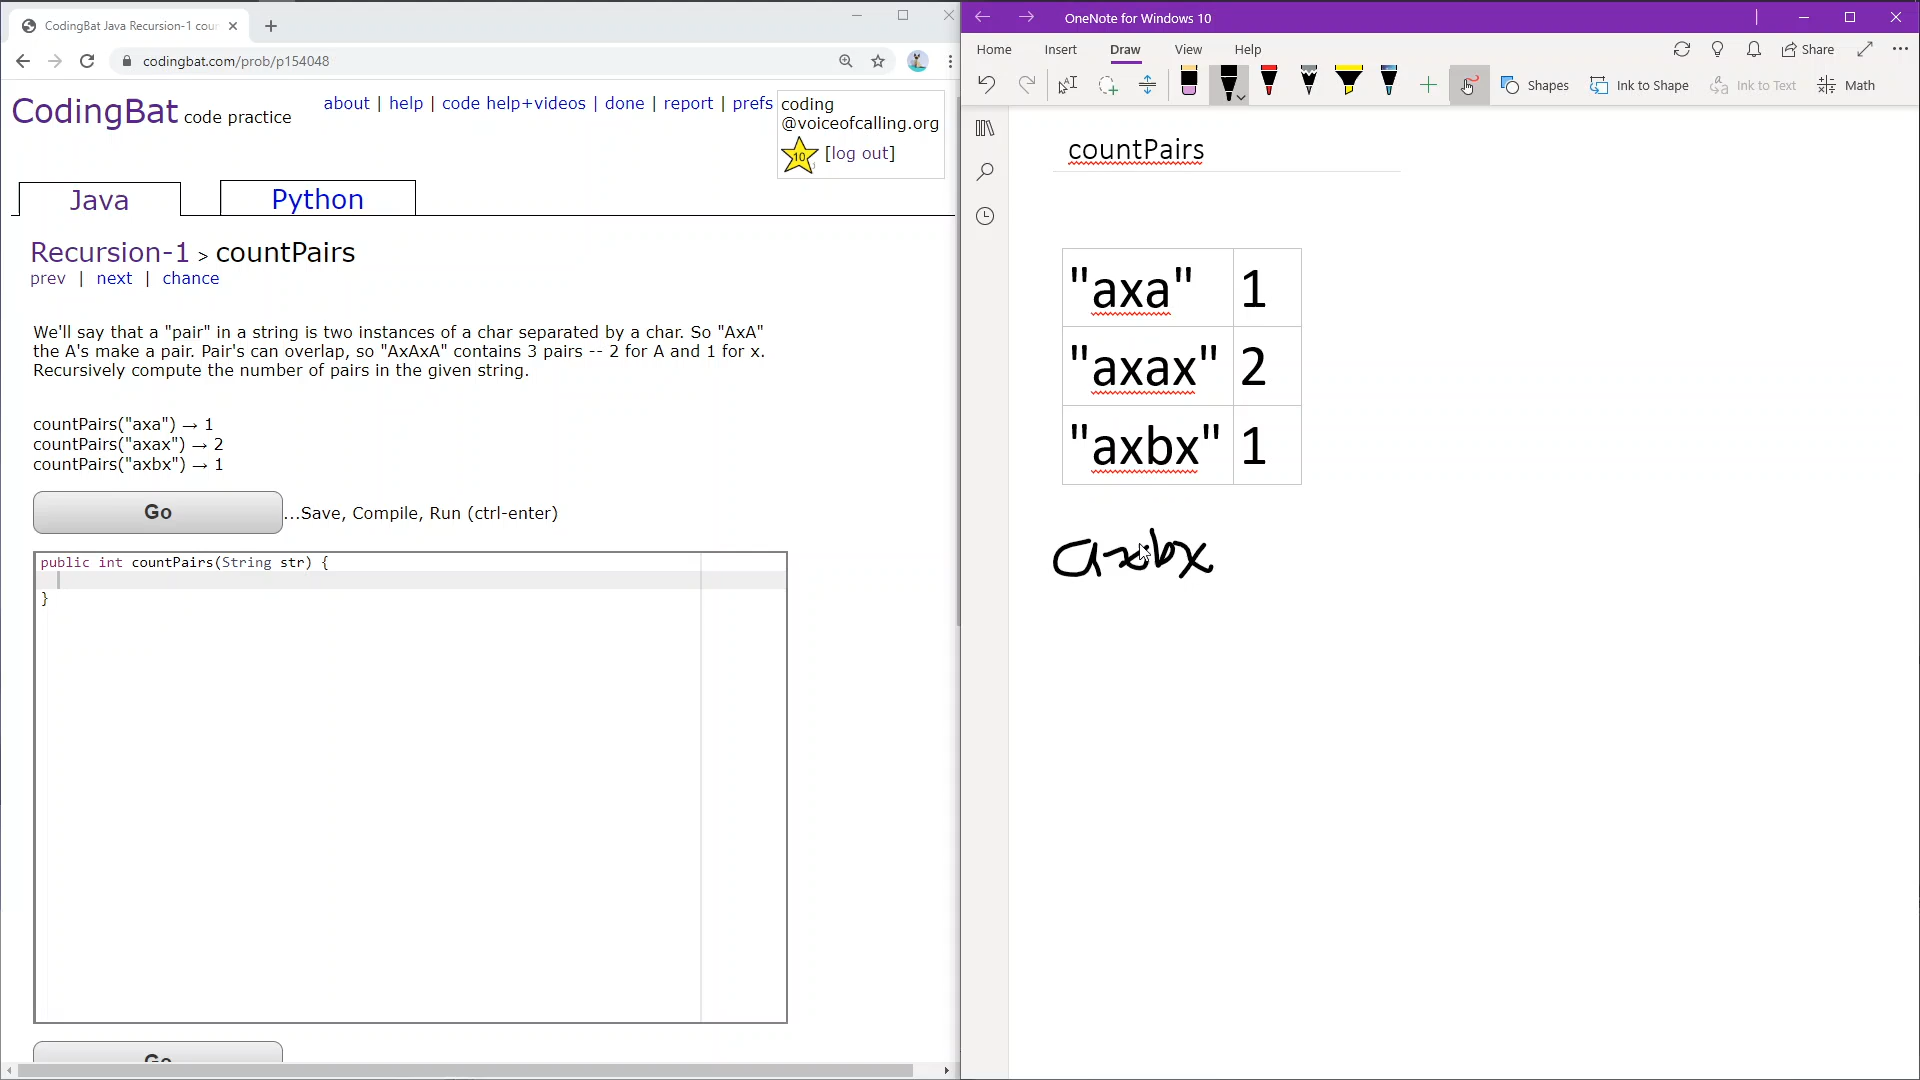 CodingBat Java Recursion-1 cour
codingbat.com/prob/p154048
CodingBat code practice
about | help | code help+videos | done | report | prefs
coding
@voiceofcalling.org
10 [log out]
Java
Python
Recursion-1 > countPairs
prev | next | chance
We'll say that a "pair" in a string is two instances of a char separated by a char. So "AxA"
the A's make a pair. Pair's can overlap, so "AxAxA" contains 3 pairs -- 2 for A and 1 for x.
Recursively compute the number of pairs in the given string.
countPairs("axa") → 1
countPairs("axax") → 2
countPairs("axbx") → 1
Go ...Save, Compile, Run (ctrl-enter)
public int countPairs(String str) {
}
Go
OneNote for Windows 10
Home Insert Draw View Help
Share
Shapes Ink to Shape Ink to Text Math
countPairs
"axa" 1
"axax" 2
"axbx" 1
axbx